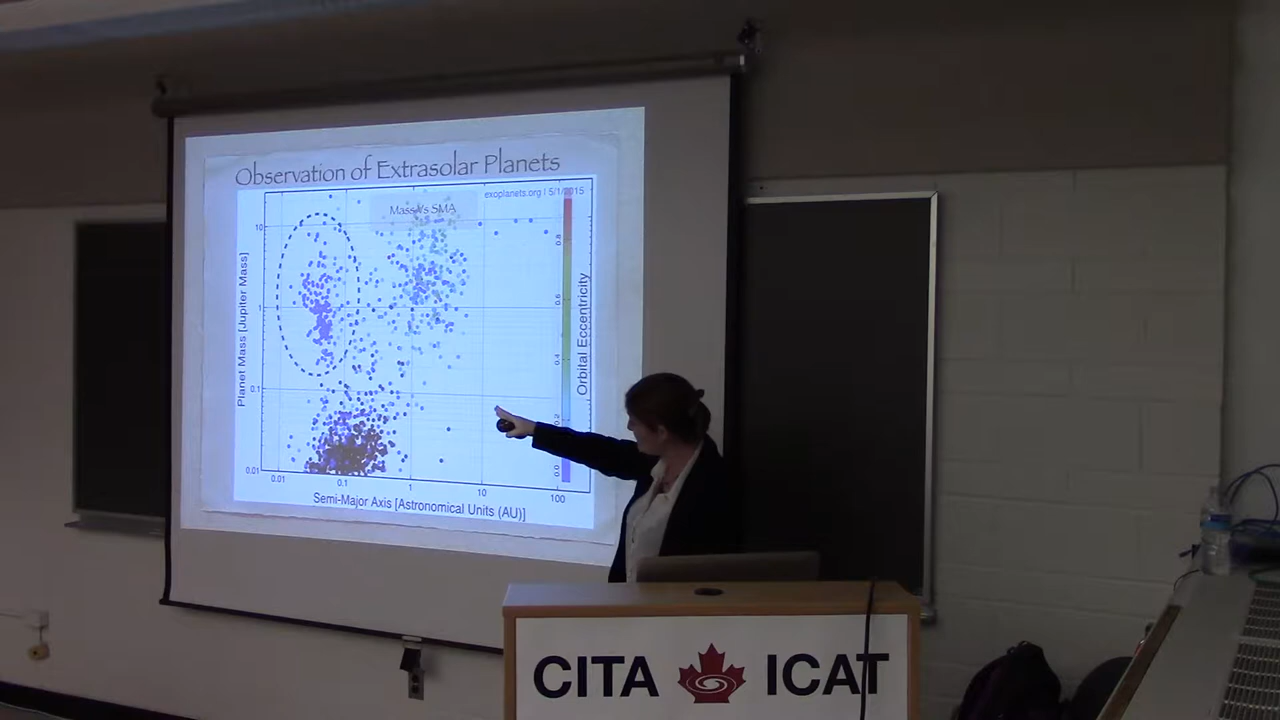 Observation of Extrasolar Planets
exoplanets.org | 5/1/2015
Mass Vs SMA
Planet Mass [Jupiter Mass]
10
1
0.1
0.01
0.01
0.1
1
10
100
Semi-Major Axis [Astronomical Units (AU)]
Orbital Eccentricity
0.8
0.6
0.4
0.2
0.0
CITA ICAT